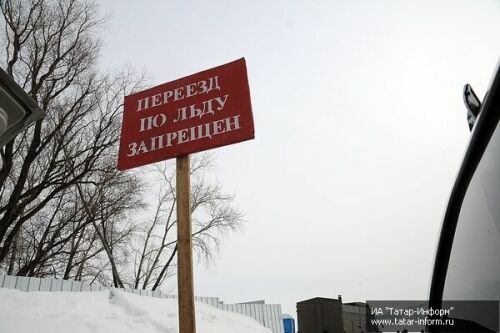 ПЕРЕЕЗД
ПО ЛЬДУ
ЗАПРЕЩЕН
ИА "Татар-Информ"
www.tatar-inform.ru